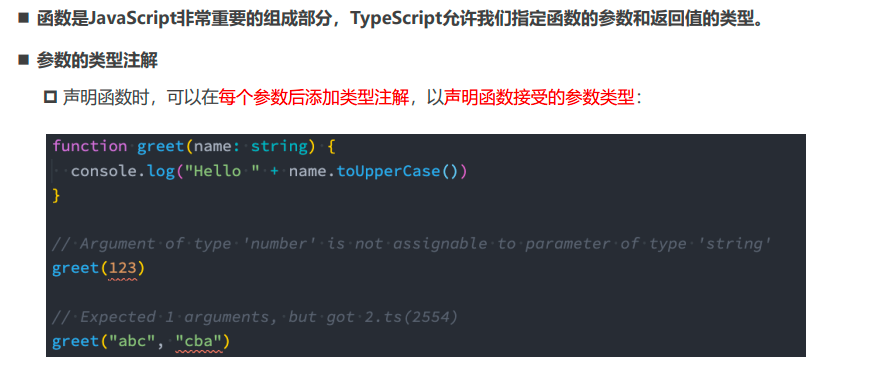 ■ 函数是JavaScript非常重要的组成部分，TypeScript允许我们指定函数的参数和返回值的类型。
■ 参数的类型注解
声明函数时，可以在每个参数后添加类型注解，以声明函数接受的参数类型：
function greet(name: string) {
  console.log("Hello " + name.toUpperCase())
}
// Argument of type 'number' is not assignable to parameter of type 'string'
greet(123)
// Expected 1 arguments, but got 2.ts(2554)
greet("abc", "cba")